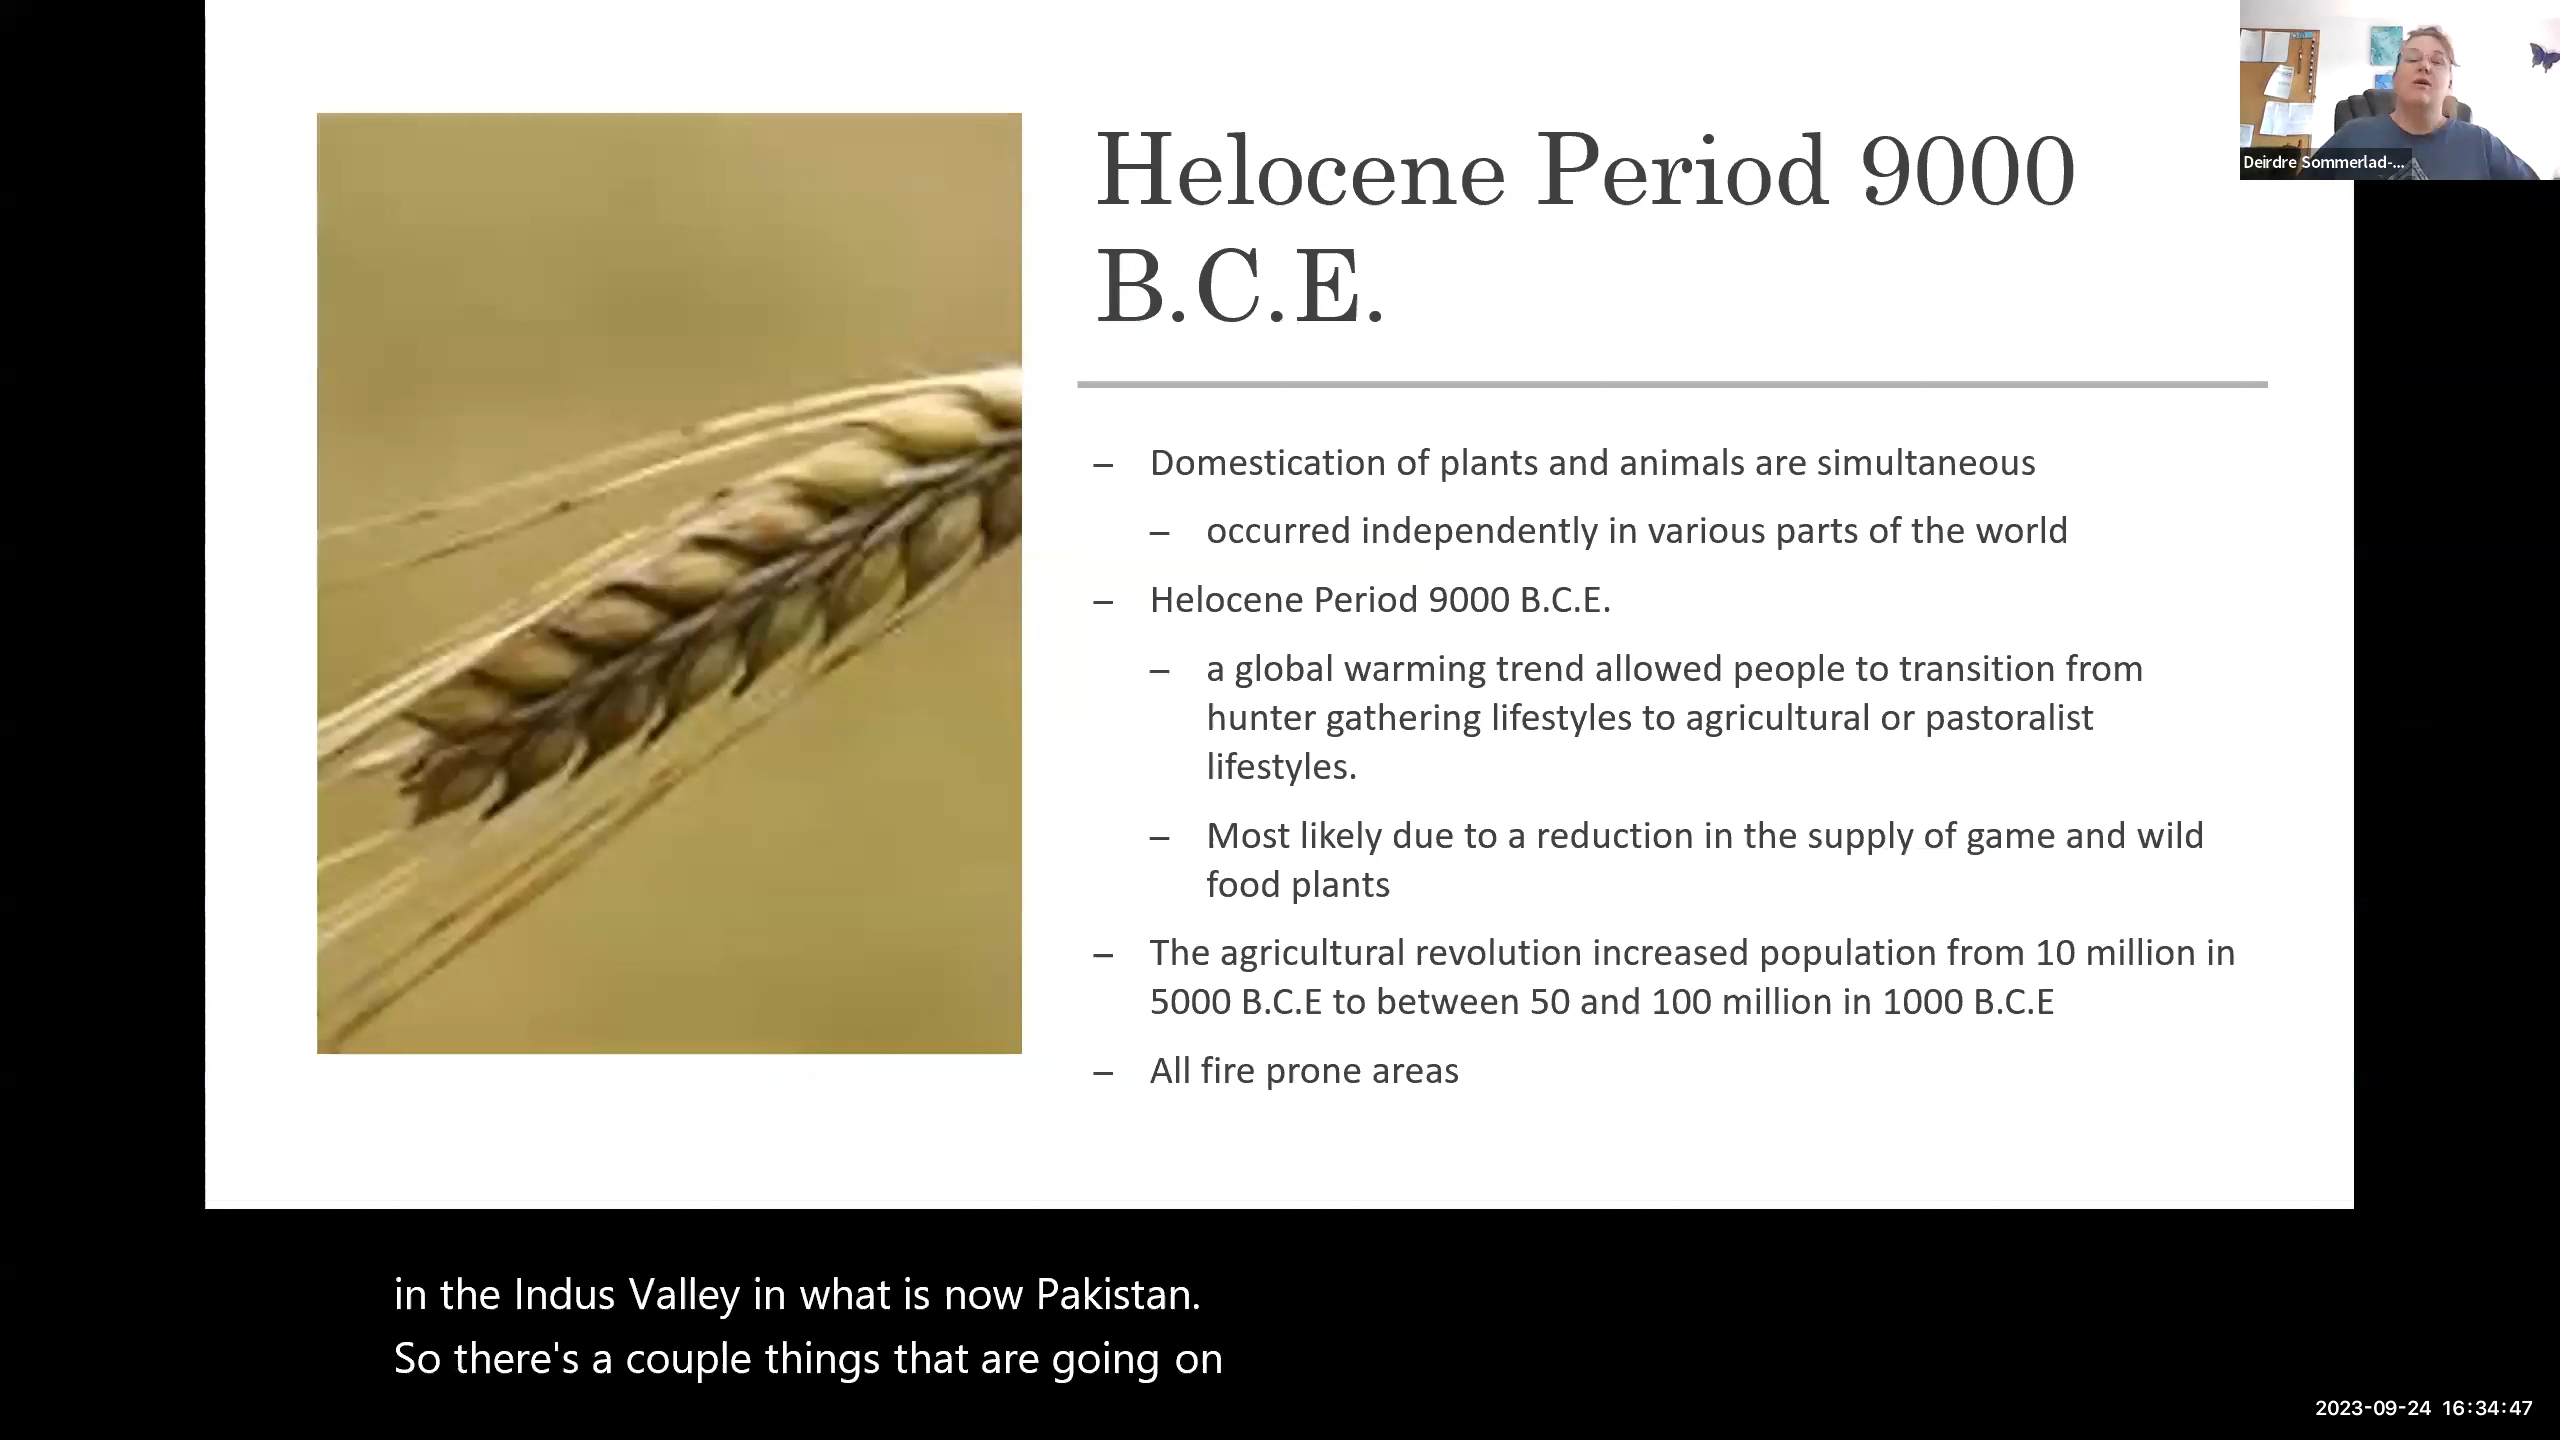 Helocene Period 9000
B.C.E.
– Domestication of plants and animals are simultaneous
– occurred independently in various parts of the world
– Helocene Period 9000 B.C.E.
– a global warming trend allowed people to transition from
hunter gathering lifestyles to agricultural or pastoralist
lifestyles.
– Most likely due to a reduction in the supply of game and wild
food plants
– The agricultural revolution increased population from 10 million in
5000 B.C.E to between 50 and 100 million in 1000 B.C.E
– All fire prone areas
Deirdre Sommerlad-...
in the Indus Valley in what is now Pakistan.
So there's a couple things that are going on
2023-09-24 16:34:47